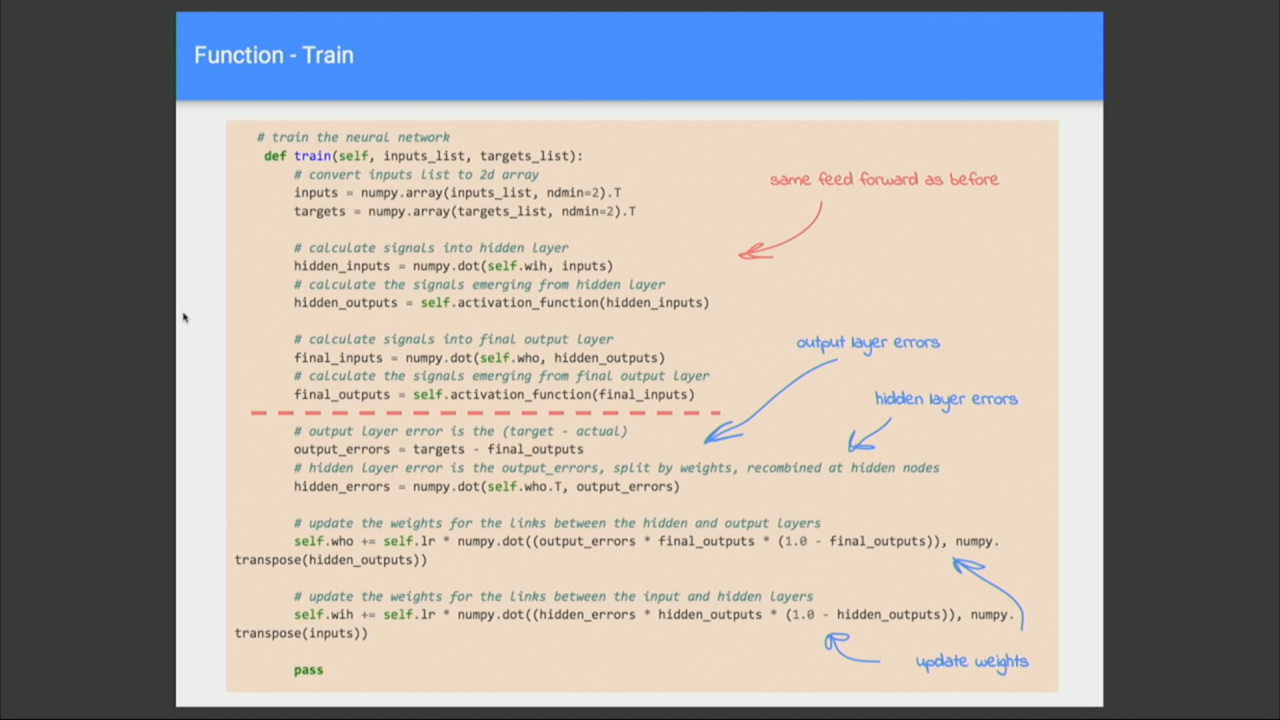 Function - Train
# train the neural network
def train(self, inputs_list, targets_list):
# convert inputs list to 2d array
inputs = numpy.array(inputs_list, ndmin=2).T
targets = numpy.array(targets_list, ndmin=2).T
same feed forward as before
# calculate signals into hidden layer
hidden_inputs = numpy.dot(self.wih, inputs)
# calculate the signals emerging from hidden layer
hidden_outputs = self.activation_function(hidden_inputs)
# calculate signals into final output layer
final_inputs = numpy.dot(self.who, hidden_outputs)
# calculate the signals emerging from final output layer
final_outputs = self.activation_function(final_inputs)
output layer errors
hidden layer errors
# output layer error is the (target - actual)
output_errors = targets - final_outputs
# hidden layer error is the output_errors, split by weights, recombined at hidden nodes
hidden_errors = numpy.dot(self.who.T, output_errors)
# update the weights for the links between the hidden and output layers
self.who += self.lr * numpy.dot((output_errors * final_outputs * (1.0 - final_outputs)), numpy.
transpose(hidden_outputs))
# update the weights for the links between the input and hidden layers
self.wih += self.lr * numpy.dot((hidden_errors * hidden_outputs * (1.0 - hidden_outputs)), numpy.
transpose(inputs))
update weights
pass